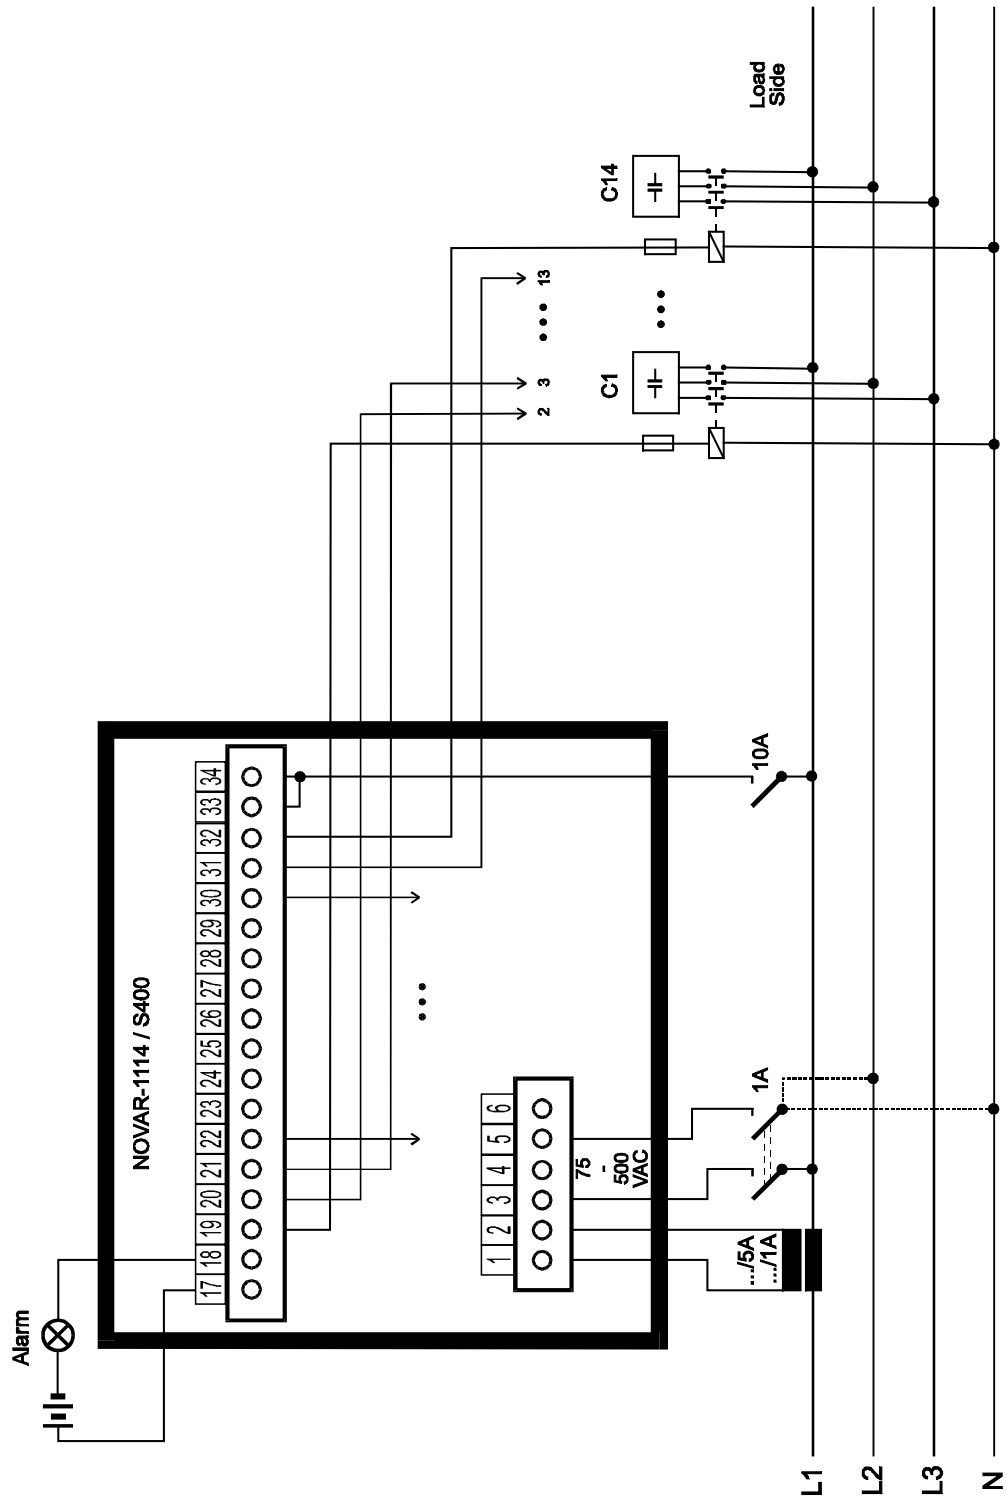 Alarm
NOVAR-1114 / S400
17 18 19 20 21 22 23 24 25 26 27 28 29 30 31 32 33 34
1 2 3 4 5 6
75
-
500
VAC
.../5A
.../1A
1A
10A
2 3 13
C1
C14
Load
Side
L1
L2
L3
N